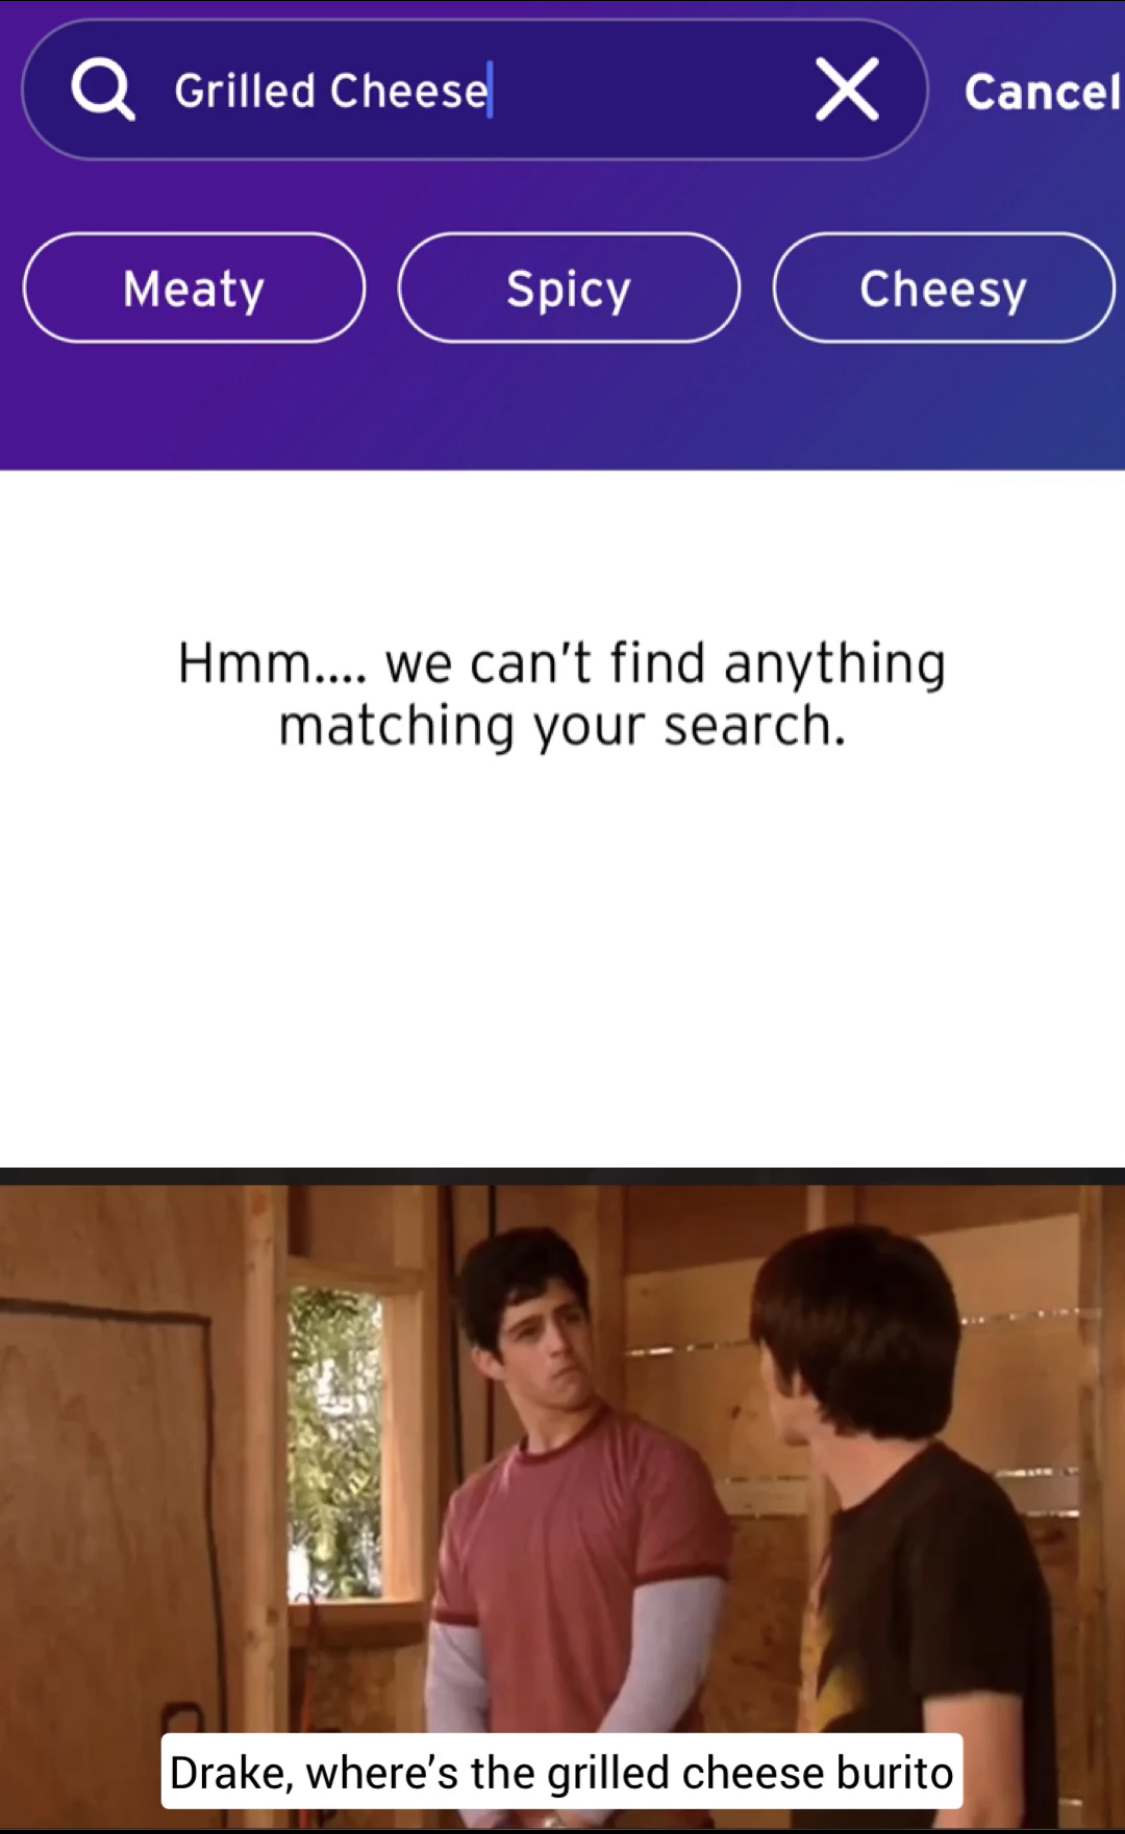 Grilled Cheese
Cancel
Meaty
Spicy
Cheesy
Hmm.... we can't find anything
matching your search.
Drake, where's the grilled cheese burito